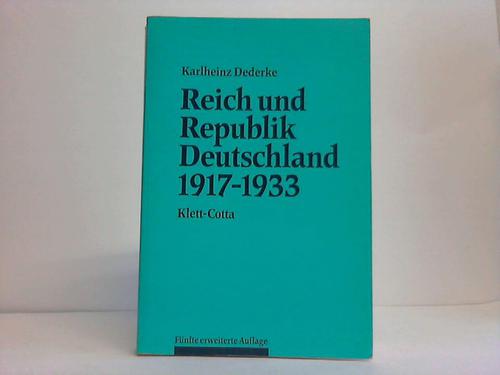 Karlheinz Dederke
Reich und
Republik
Deutschland
1917-1933
Klett-Cotta
Fünfte erweiterte Auflage